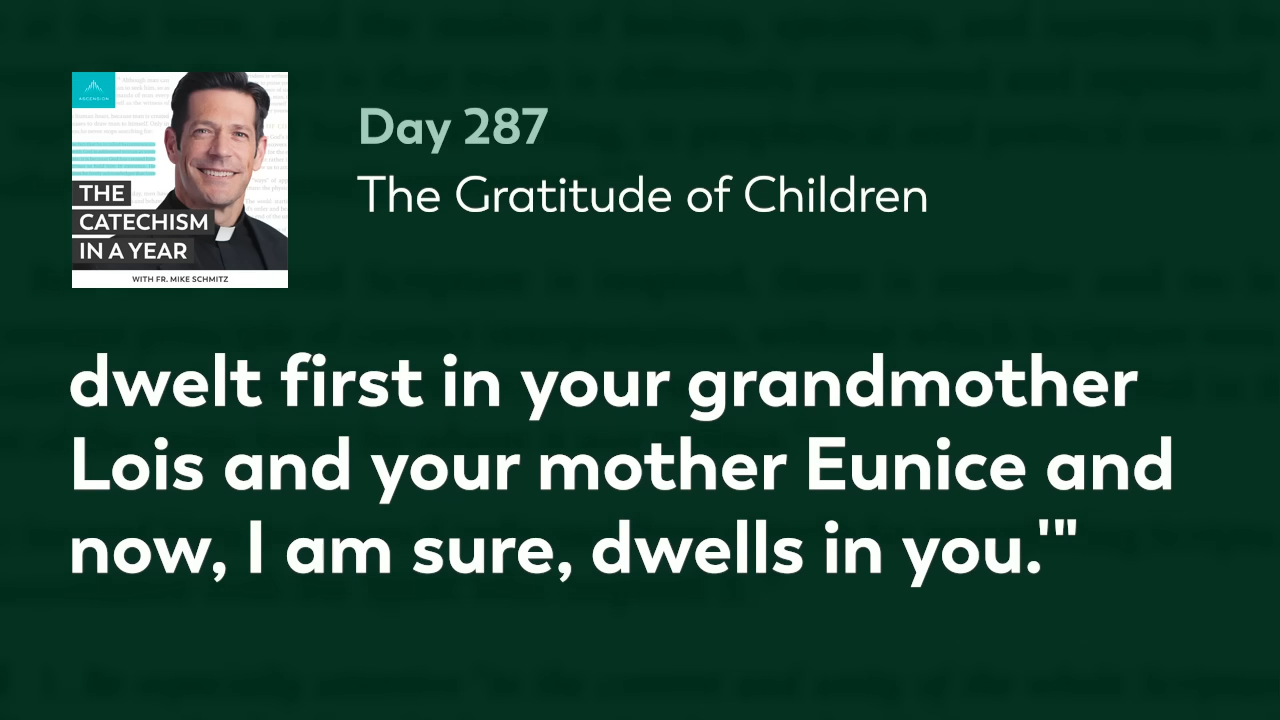 ASCENSION
THE
CATECHISM
IN A YEAR
WITH FR. MIKE SCHMITZ
Day 287
The Gratitude of Children
dwelt first in your grandmother
Lois and your mother Eunice and
now, I am sure, dwells in you.'"